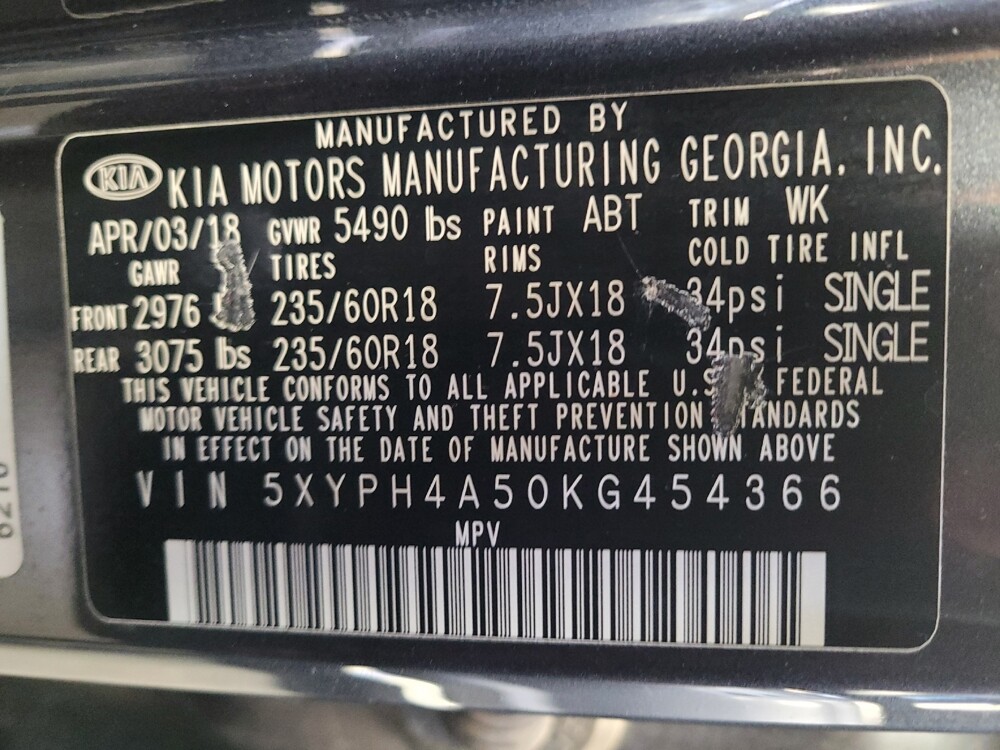 MANUFACTURED BY
KIA KIA MOTORS MANUFACTURING GEORGIA, INC.
APR/03/18 GVWR 5490 lbs PAINT ABT TRIM WK
GAWR TIRES RIMS COLD TIRE INFL
FRONT 2976 235/60R18 7.5JX18 34psi SINGLE
REAR 3075 lbs 235/60R18 7.5JX18 34psi SINGLE
THIS VEHICLE CONFORMS TO ALL APPLICABLE FEDERAL
MOTOR VEHICLE SAFETY AND THEFT PREVENTION STANDARDS
IN EFFECT ON THE DATE OF MANUFACTURE SHOWN ABOVE
VIN 5XYPH4A50KG454366
MPV